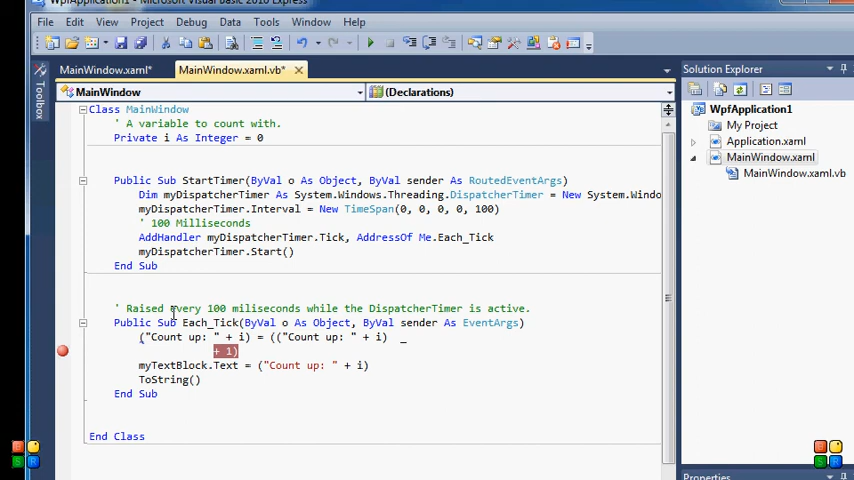 WpfApplication1 - Microsoft Visual Basic 2010 Express
File Edit View Project Debug Data Tools Window Help
MainWindow.xaml* MainWindow.xaml.vb* Solution Explorer
MainWindow (Declarations)
Toolbox
Class MainWindow
' A variable to count with.
Private i As Integer = 0
Public Sub StartTimer(ByVal o As Object, ByVal sender As RoutedEventArgs)
Dim myDispatcherTimer As System.Windows.Threading.DispatcherTimer = New System.Windo
myDispatcherTimer.Interval = New TimeSpan(0, 0, 0, 0, 100)
' 100 Milliseconds
AddHandler myDispatcherTimer.Tick, AddressOf Me.Each_Tick
myDispatcherTimer.Start()
End Sub
' Raised every 100 miliseconds while the DispatcherTimer is active.
Public Sub Each_Tick(ByVal o As Object, ByVal sender As EventArgs)
("Count up: " + i) = (("Count up: " + i) _
+ 1)
myTextBlock.Text = ("Count up: " + i)
ToString()
End Sub
End Class
WpfApplication1
My Project
Application.xaml
MainWindow.xaml
MainWindow.xaml.vb
Properties